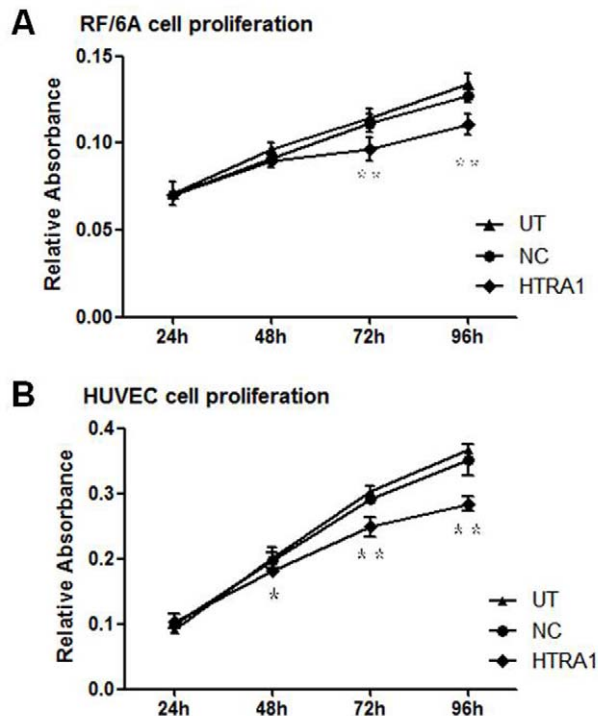 A RF/6A cell proliferation
0.15
0.10
0.05
0.00
Relative Absorbance
** **
UT
NC
HTRA1
24h 48h 72h 96h
B HUVEC cell proliferation
0.4
0.3
0.2
0.1
0.0
Relative Absorbance
* ** **
UT
NC
HTRA1
24h 48h 72h 96h